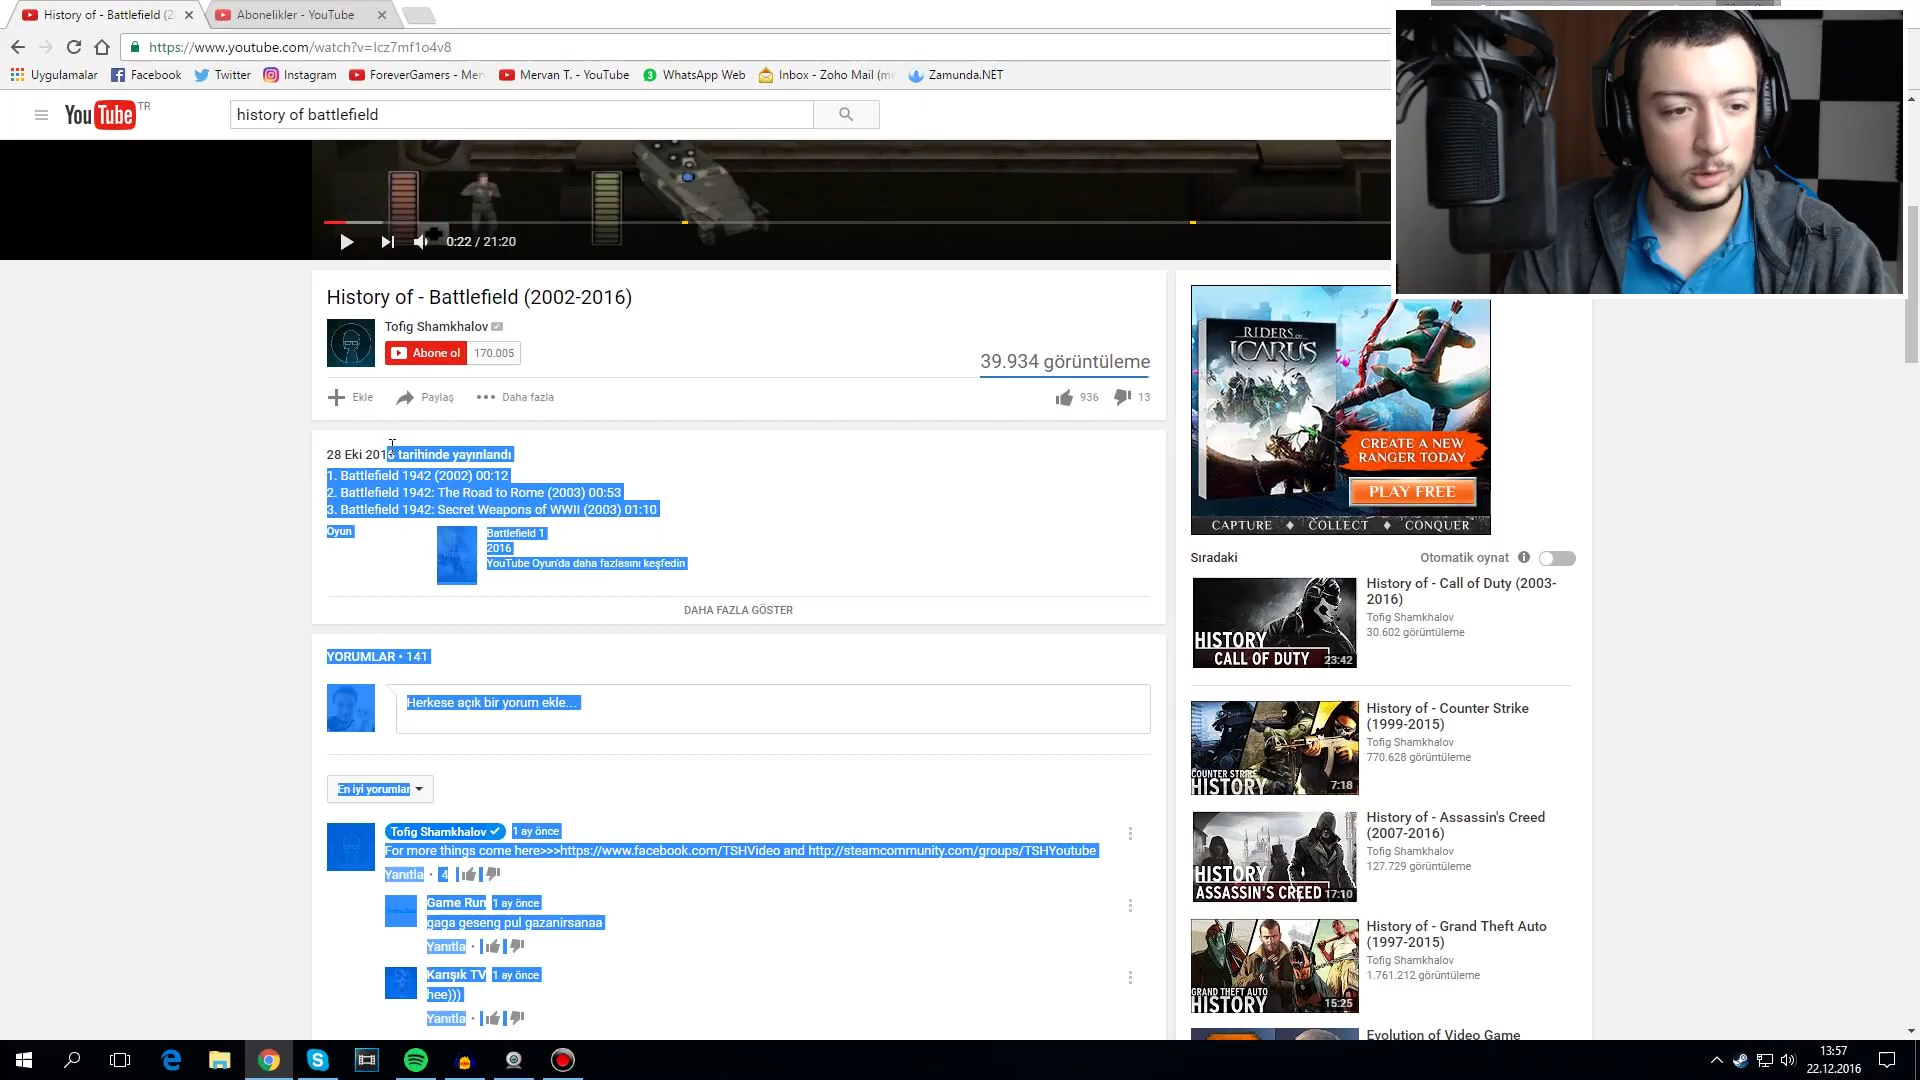 History of - Battlefield (2
Abonelikler - YouTube
https://www.youtube.com/watch?v=Icz7mf1o4v8
Uygulamalar
Facebook
Twitter
Instagram
ForeverGamers - Mer
Mervan T. - YouTube
WhatsApp Web
Inbox - Zoho Mail (me
Zamunda.NET
YouTube TR
history of battlefield
0:22 / 21:20
History of - Battlefield (2002-2016)
Tofig Shamkhalov
Abone ol 170.005
39.934 görüntüleme
Ekle Paylaş Daha fazla 936 13
28 Eki 2016 tarihinde yayınlandı
1. Battlefield 1942 (2002) 00:12
2. Battlefield 1942: The Road to Rome (2003) 00:53
3. Battlefield 1942: Secret Weapons of WWII (2003) 01:10
Oyun
Battlefield 1
2016
YouTube Oyun'da daha fazlasını keşfedin
DAHA FAZLA GÖSTER
YORUMLAR • 141
Herkese açık bir yorum ekle...
En iyi yorumlar
Tofig Shamkhalov 1 ay önce
For more things come here>>>https://www.facebook.com/TSHVideo and http://steamcommunity.com/groups/TSHYoutube
Yanıtla • 4
Game Run 1 ay önce
gaga geseng pul gazanirsanaa
Yanıtla •
Karışık TV 1 ay önce
hee)))
Yanıtla •
RIDERS OF
ICARUS
CREATE A NEW
RANGER TODAY
PLAY FREE
CAPTURE ♦ COLLECT ♦ CONQUER
Sıradaki
Otomatik oynat
HISTORY
CALL OF DUTY
23:42
History of - Call of Duty (2003-
2016)
Tofig Shamkhalov
30.602 görüntüleme
COUNTER STRIKE
HISTORY
7:18
History of - Counter Strike
(1999-2015)
Tofig Shamkhalov
770.628 görüntüleme
HISTORY
ASSASSIN'S CREED
17:10
History of - Assassin's Creed
(2007-2016)
Tofig Shamkhalov
127.729 görüntüleme
GRAND THEFT AUTO
HISTORY
15:25
History of - Grand Theft Auto
(1997-2015)
Tofig Shamkhalov
1.761.212 görüntüleme
Evolution of Video Game
13:57
22.12.2016